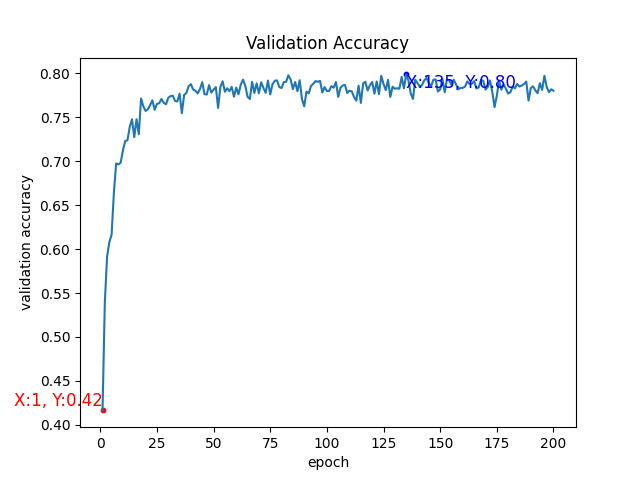 Validation Accuracy
0.80
X:135, Y:0.80
0.75
0.70
0.65
0.60
validation accuracy
0.55
0.50
0.45
X:1, Y:0.42
0.40
0 25 50 75 100 125 150 175 200
epoch